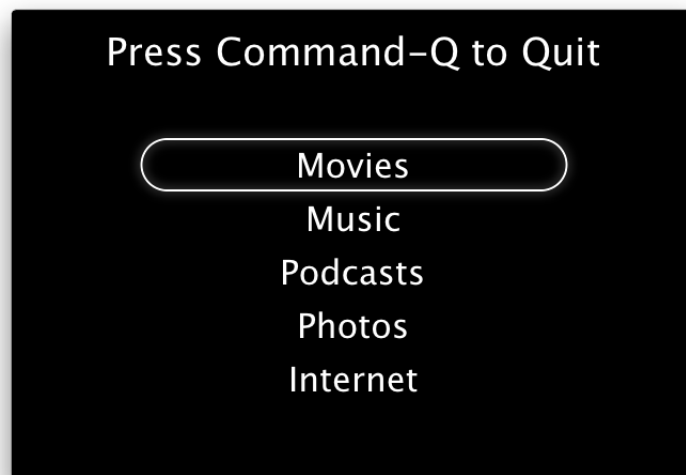 Press Command–Q to Quit
Movies
Music
Podcasts
Photos
Internet